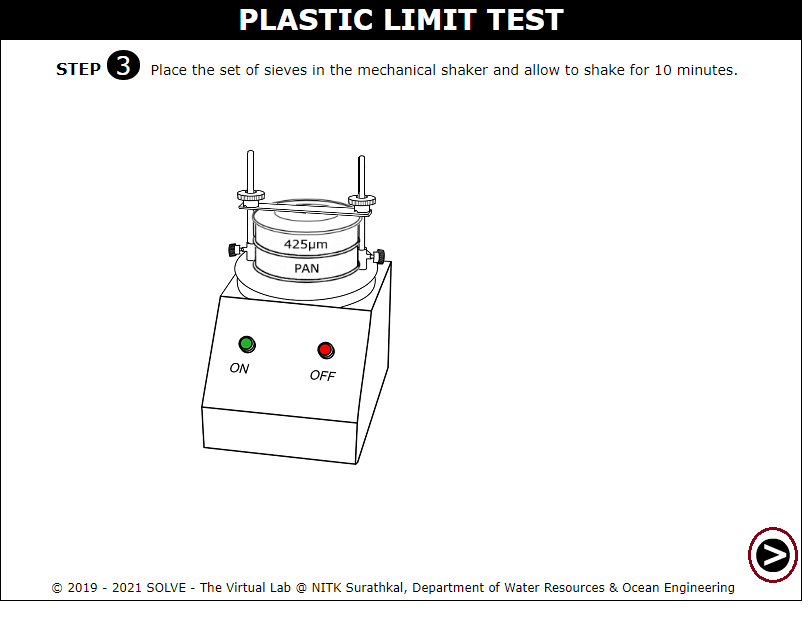 PLASTIC LIMIT TEST
STEP 3 Place the set of sieves in the mechanical shaker and allow to shake for 10 minutes.
425μm
PAN
ON
OFF
>
© 2019 - 2021 SOLVE - The Virtual Lab @ NITK Surathkal, Department of Water Resources & Ocean Engineering